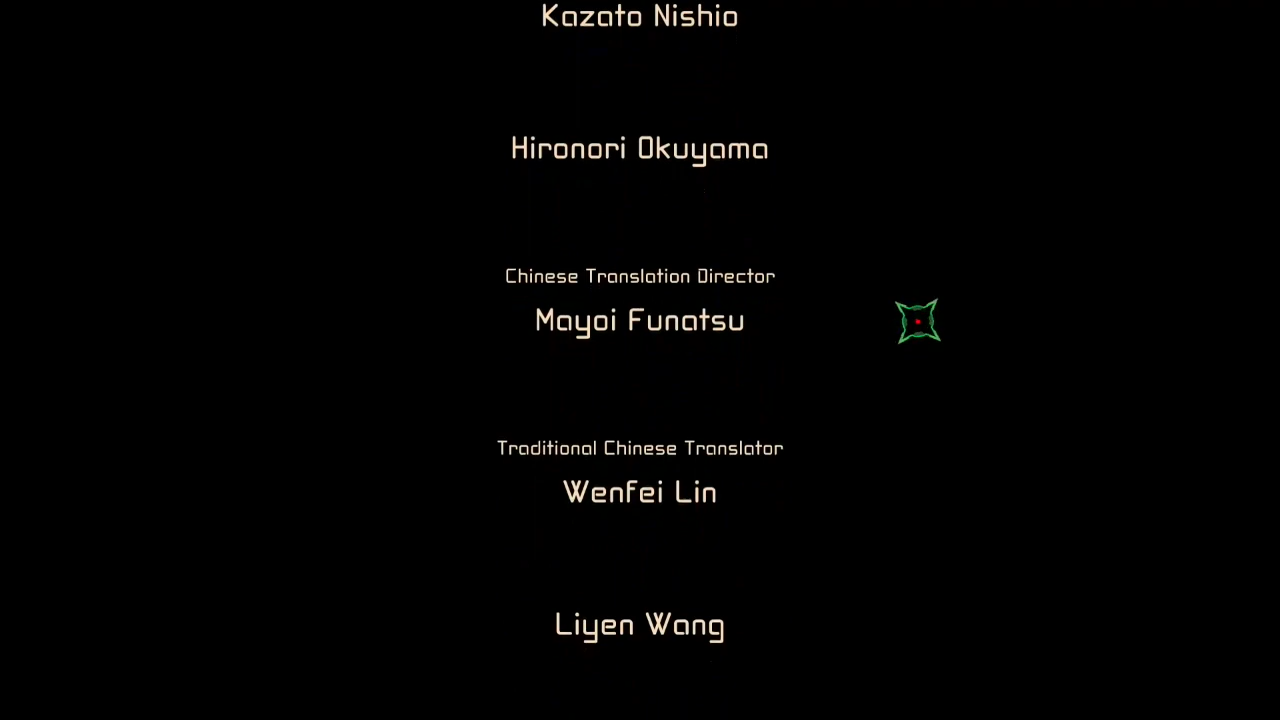 Kazato Nishio
Hironori Okuyama
Chinese Translation Director
Mayoi Funatsu
Traditional Chinese Translator
Wenfei Lin
Liyen Wang